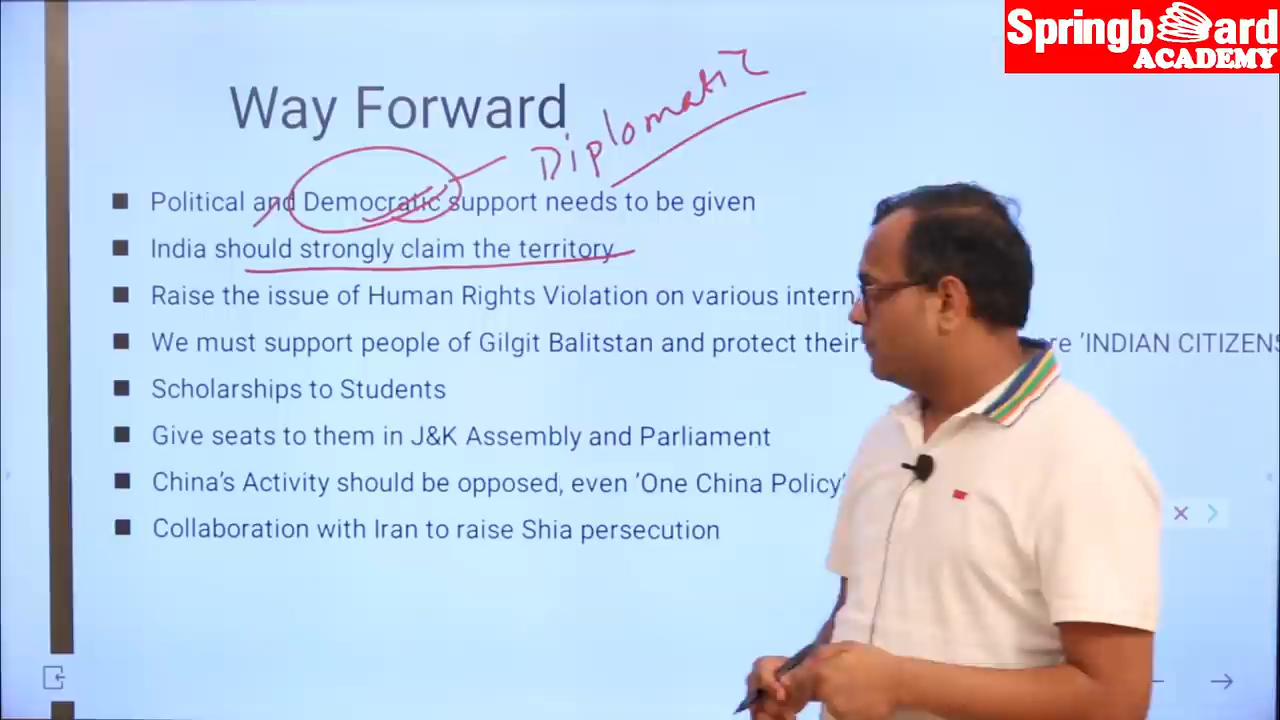 Springboard
ACADEMY
Way Forward
Diplomatic
Political and Democratic support needs to be given
India should strongly claim the territory
Raise the issue of Human Rights Violation on various intern
We must support people of Gilgit Balitstan and protect their re ‘INDIAN CITIZENS
Scholarships to Students
Give seats to them in J&K Assembly and Parliament
China’s Activity should be opposed, even ‘One China Policy’
Collaboration with Iran to raise Shia persecution